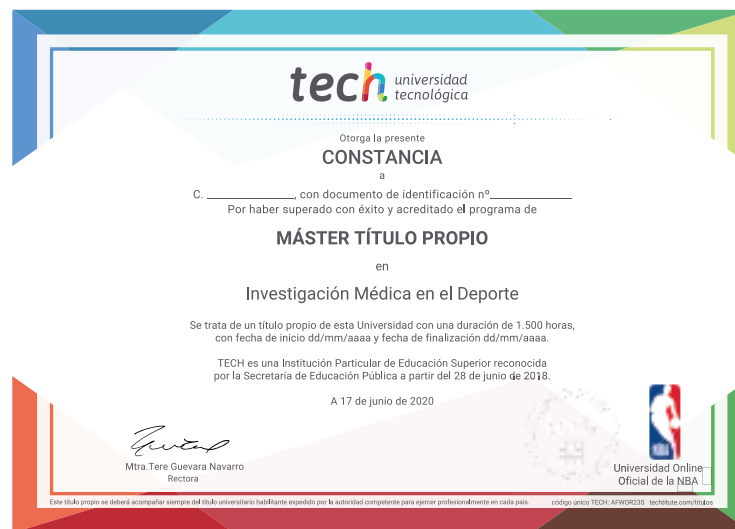 tech universidad
tecnológica
Otorga la presente
CONSTANCIA
a
C. ________________, con documento de identificación nº______________
Por haber superado con éxito y acreditado el programa de
MÁSTER TÍTULO PROPIO
en
Investigación Médica en el Deporte
Se trata de un título propio de esta Universidad con una duración de 1.500 horas,
con fecha de inicio dd/mm/aaaa y fecha de finalización dd/mm/aaaa.
TECH es una Institución Particular de Educación Superior reconocida
por la Secretaría de Educación Pública a partir del 28 de junio de 2018.
A 17 de junio de 2020
Mtra.Tere Guevara Navarro
Rectora
NBA
Universidad Online
Oficial de la NBA
Este título propio se deberá acompañar siempre del título universitario habilitante expedido por la autoridad competente para ejercer profesionalmente en cada país. código único TECH: AFWOR23S techtitute.com/titulos